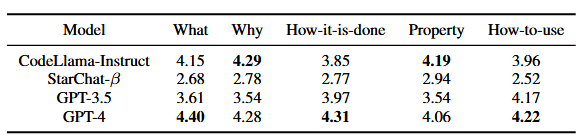 Model What Why How-it-is-done Property How-to-use
CodeLlama-Instruct 4.15 4.29 3.85 4.19 3.96
StarChat-β 2.68 2.78 2.77 2.94 2.52
GPT-3.5 3.61 3.54 3.97 3.54 4.17
GPT-4 4.40 4.28 4.31 4.06 4.22